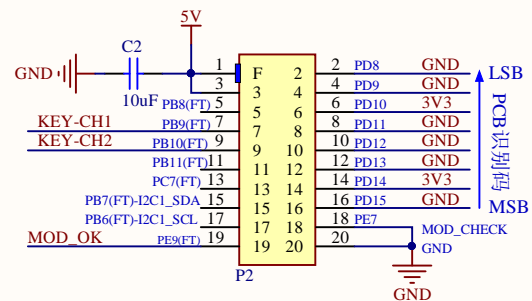 5V
C2
GND
10uF
1 F 2 2 PD8 GND LSB
3 4 4 PD9 GND
PB8(FT) 5 5 6 6 PD10 3V3
KEY-CH1 PB9(FT) 7 7 8 8 PD11 GND
KEY-CH2 PB10(FT) 9 9 10 10 PD12 GND
PB11(FT) 11 11 12 12 PD13 GND
PC7(FT) 13 13 14 14 PD14 3V3
PB7(FT)-I2C1_SDA 15 15 16 16 PD15 GND MSB
PB6(FT)-I2C1_SCL 17 17 18 18 PE7 MOD_CHECK
MOD_OK PE9(FT) 19 19 20 20 GND
PCB识别码
P2
GND